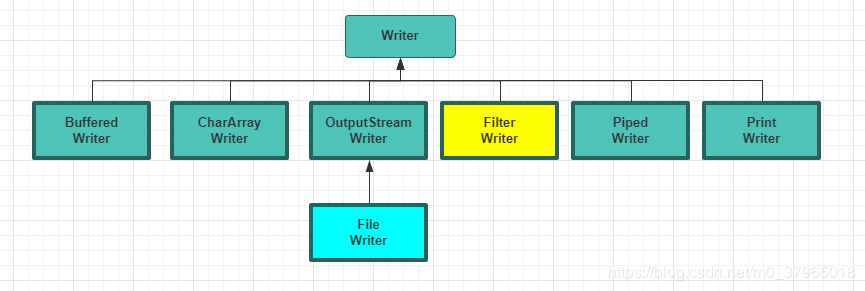 Writer
Buffered
Writer
CharArray
Writer
OutputStream
Writer
Filter
Writer
Piped
Writer
Print
Writer
File
Writer
https://blog.csdn.net/m0_37965018